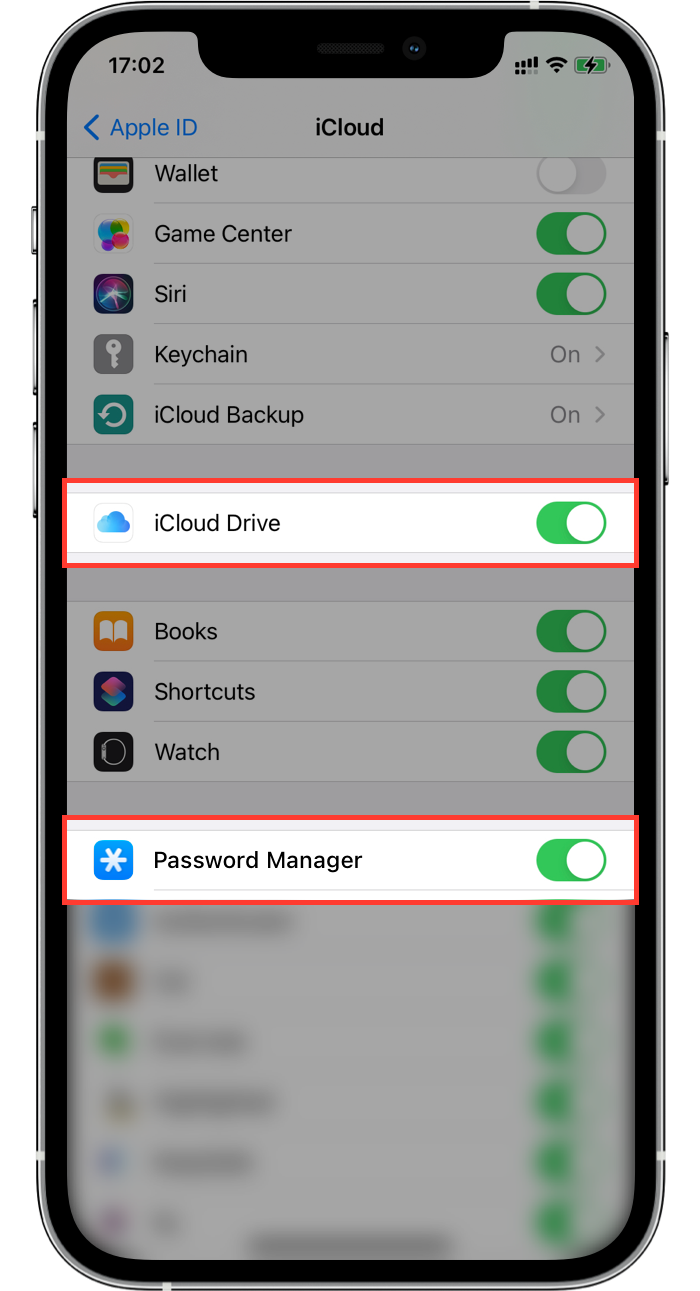 17:02
Apple ID
iCloud
Wallet
Game Center
Siri
Keychain On
iCloud Backup On
iCloud Drive
Books
Shortcuts
Watch
Password Manager